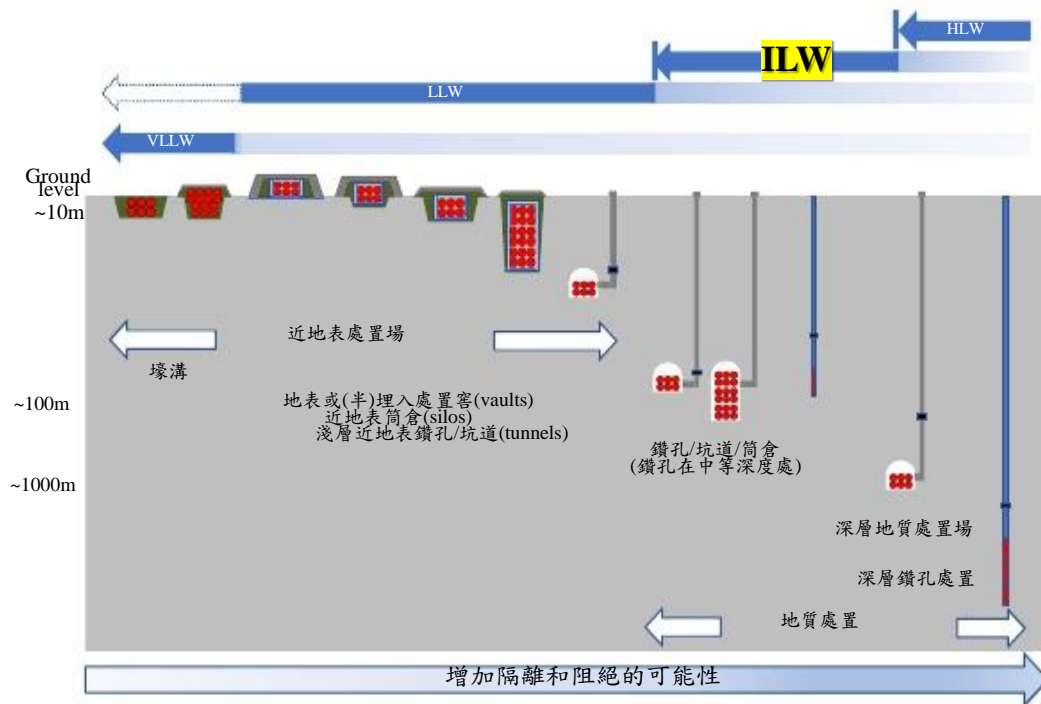 HLW
ILW
LLW
VLLW
Ground
level
~10m
近地表處置場
壕溝
地表或(半)埋入處置窖(vaults)
近地表筒倉(silos)
淺層近地表鑽孔/坑道(tunnels)
~100m
鑽孔/坑道/筒倉
(鑽孔在中等深度處)
~1000m
深層地質處置場
深層鑽孔處置
地質處置
增加隔離和阻絕的可能性